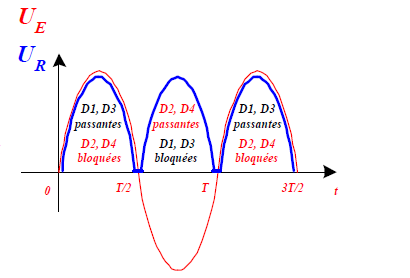 U_E
U_R
D1, D3
passantes
D2, D4
bloquées
D2, D4
passantes
D1, D3
bloquées
D1, D3
passantes
D2, D4
bloquées
0
T/2
T
3T/2
t